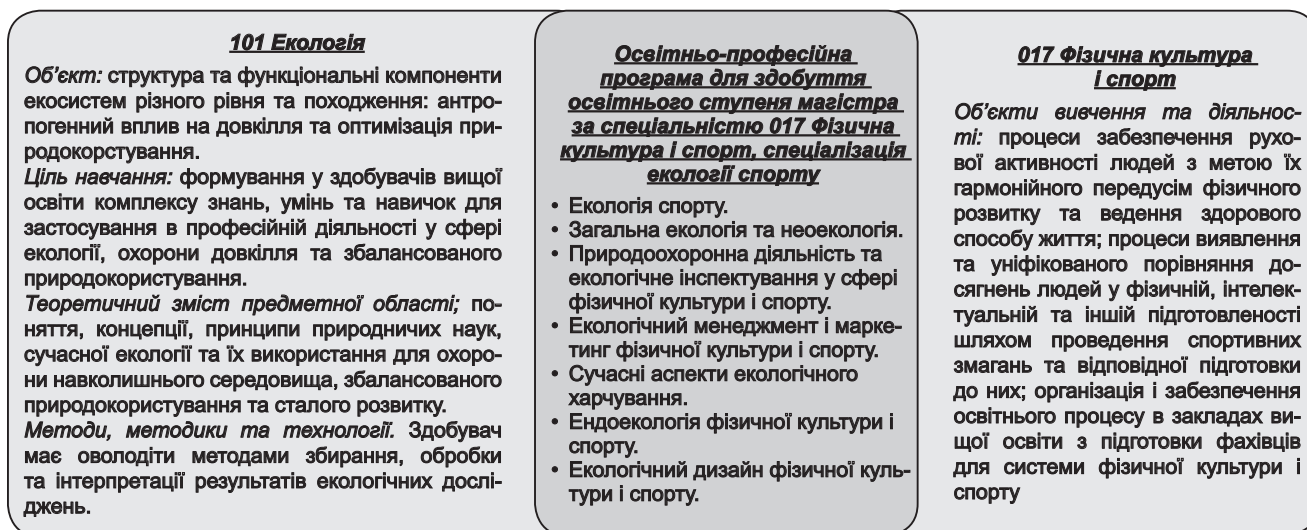 101 Екологія
Об’єкт: структура та функціональні компоненти
екосистем різного рівня та походження: антро-
погенний вплив на довкілля та оптимізація при-
родокорстування.
Ціль навчання: формування у здобувачів вищої
освіти комплексу знань, умінь та навичок для
застосування в професійній діяльності у сфері
екології, охорони довкілля та збалансованого
природокористування.
Теоретичний зміст предметної області; по-
няття, концепції, принципи природничих наук,
сучасної екології та їх використання для охоро-
ни навколишнього середовища, збалансованого
природокористування та сталого розвитку.
Методи, методики та технології. Здобувач
має оволодіти методами збирання, обробки
та інтерпретації результатів екологічних дослі-
джень.
Освітньо-професійна
програма для здобуття
освітнього ступеня магістра
за спеціальністю 017 Фізична
культура і спорт, спеціалізація
екології спорту
• Екологія спорту.
• Загальна екологія та неоекологія.
• Природоохоронна діяльність та
екологічне інспектування у сфері
фізичної культури і спорту.
• Екологічний менеджмент і марке-
тинг фізичної культури і спорту.
• Сучасні аспекти екологічного
харчування.
• Ендоекологія фізичної культури і
спорту.
• Екологічний дизайн фізичної куль-
тури і спорту.
017 Фізична культура
і спорт
Об’єкти вивчення та діяльнос-
ті: процеси забезпечення рухо-
вої активності людей з метою їх
гармонійного передусім фізичного
розвитку та ведення здорового
способу життя; процеси виявлення
та уніфікованого порівняння до-
сягнень людей у фізичній, інтелек-
туальній та іншій підготовленості
шляхом проведення спортивних
змагань та відповідної підготовки
до них; організація і забезпечення
освітнього процесу в закладах ви-
щої освіти з підготовки фахівців
для системи фізичної культури і
спорту